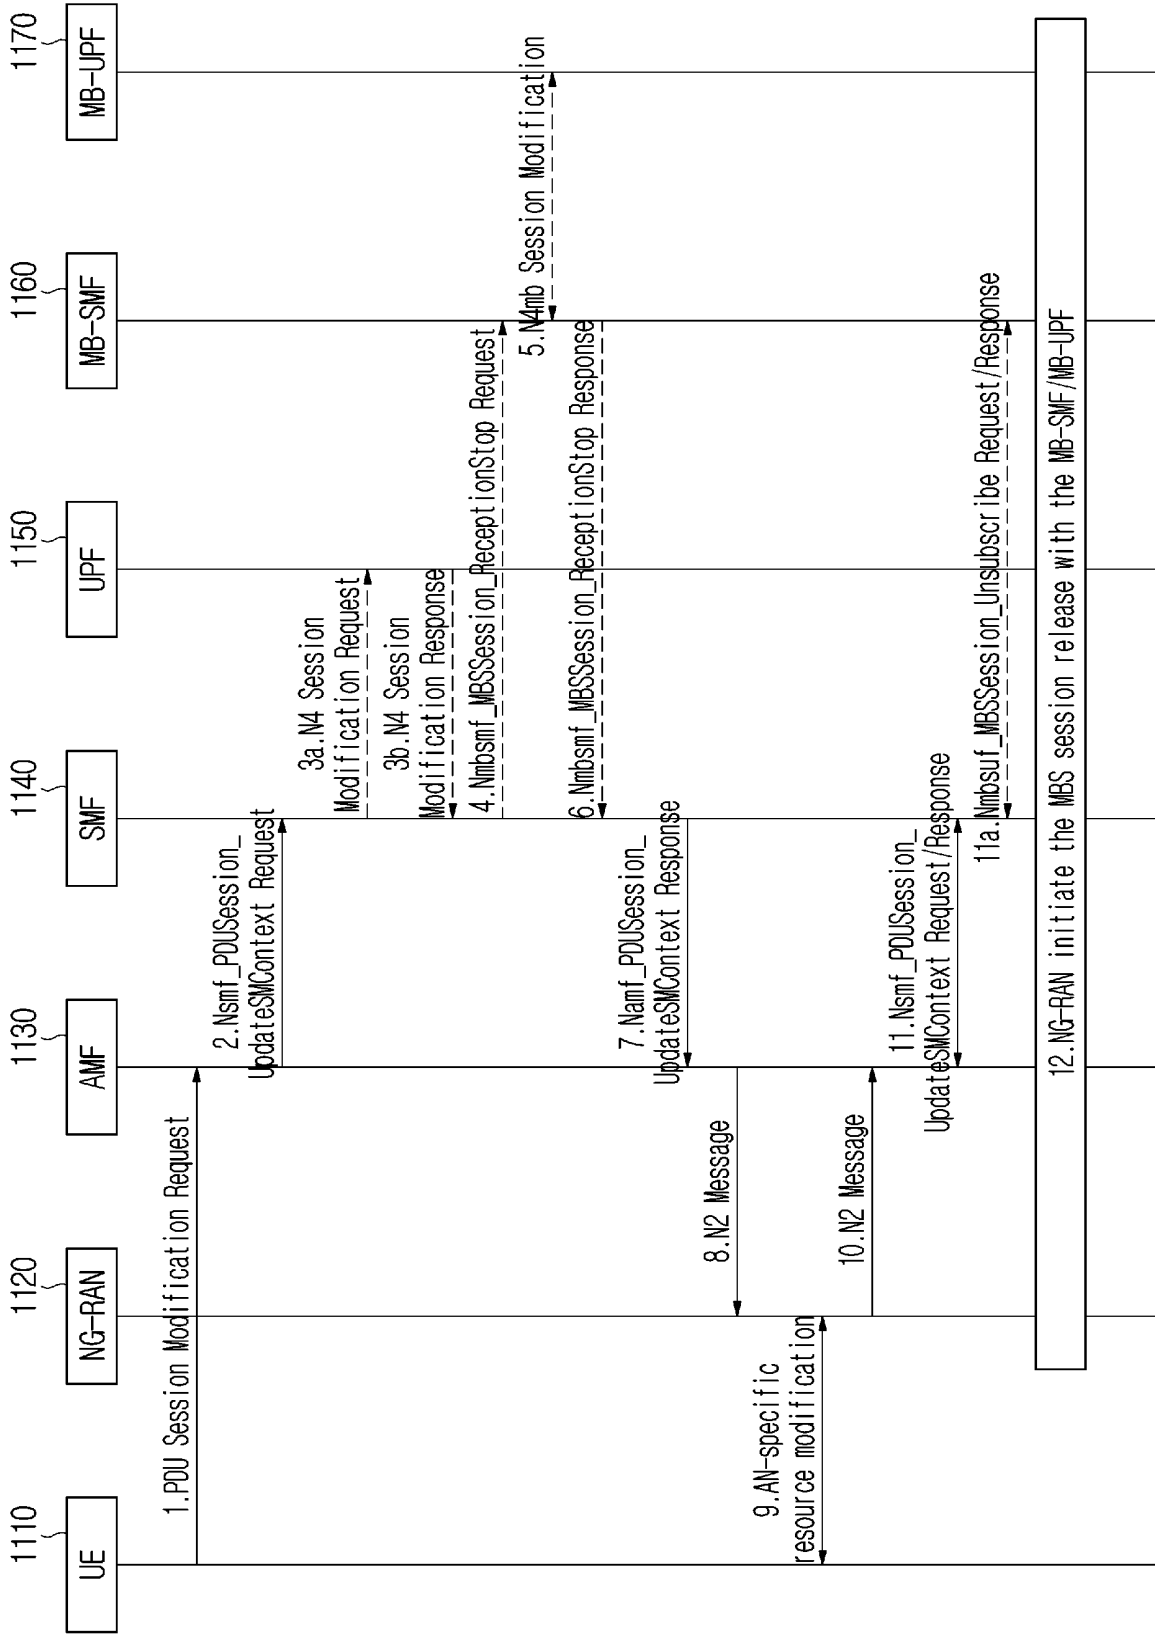 1110
1120
1130
1140
1150
1160
1170
UE
NG-RAN
AMF
SMF
UPF
MB-SMF
MB-UPF
1.PDU Session Modification Request
2.Nsmf_PDUSession_
UpdateSMContext Request
3a.N4 Session
Modification Request
3b.N4 Session
Modification Response
4.Nmbsmf_MBSSession_ReceptionStop Request
5.N4mb Session Modification
6.Nmbsmf_MBSSession_ReceptionStop Response
7.Namf_PDUSession_
UpdateSMContext Response
8.N2 Message
9.AN-specific
resource modification
10.N2 Message
11.Nsmf_PDUSession_
UpdateSMContext Request/Response
11a.Nmbsuf_MBSSession_Unsubscribe Request/Response
12.NG-RAN initiate the MBS session release with the MB-SMF/MB-UPF